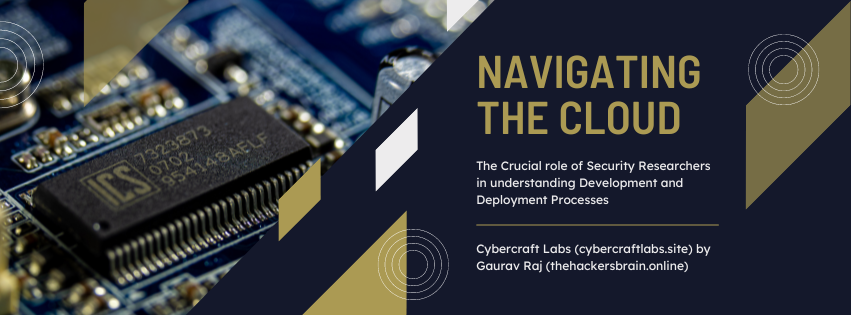 ICS
7323873
0702
954148AELF
NAVIGATING
THE CLOUD
The Crucial role of Security Researchers
in understanding Development and
Deployment Processes
Cybercraft Labs (cybercraftlabs.site) by
Gaurav Raj (thehackersbrain.online)